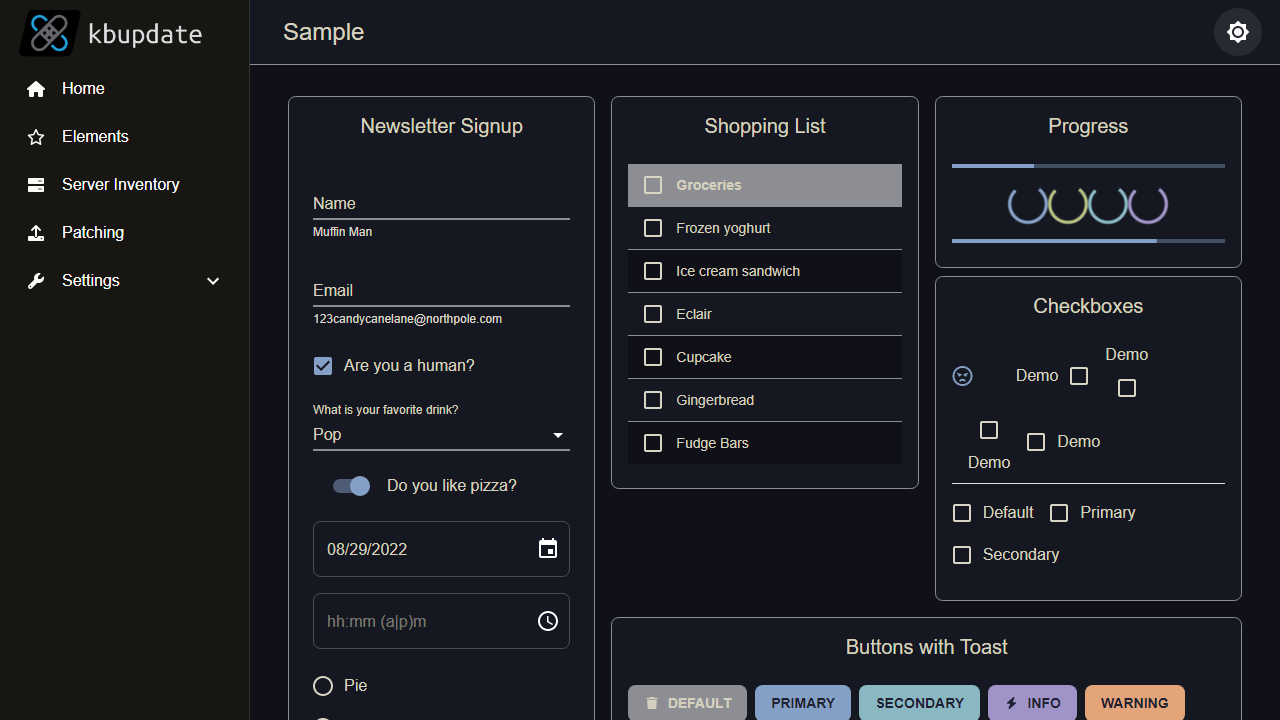 kbupdate
Home
Elements
Server Inventory
Patching
Settings
Sample
Newsletter Signup
Name
Muffin Man
Email
123candycanelane@northpole.com
Are you a human?
What is your favorite drink?
Pop
Do you like pizza?
08/29/2022
hh:mm (a|p)m
Pie
Shopping List
Groceries
Frozen yoghurt
Ice cream sandwich
Eclair
Cupcake
Gingerbread
Fudge Bars
Progress
Checkboxes
Demo
Demo
Demo
Demo
Default
Primary
Secondary
Buttons with Toast
DEFAULT
PRIMARY
SECONDARY
INFO
WARNING